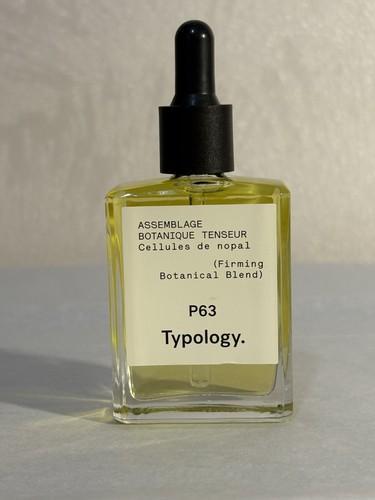 ASSEMBLAGE
BOTANIQUE TENSEUR
Cellules de nopal
(Firming
Botanical Blend)
P63
Typology.